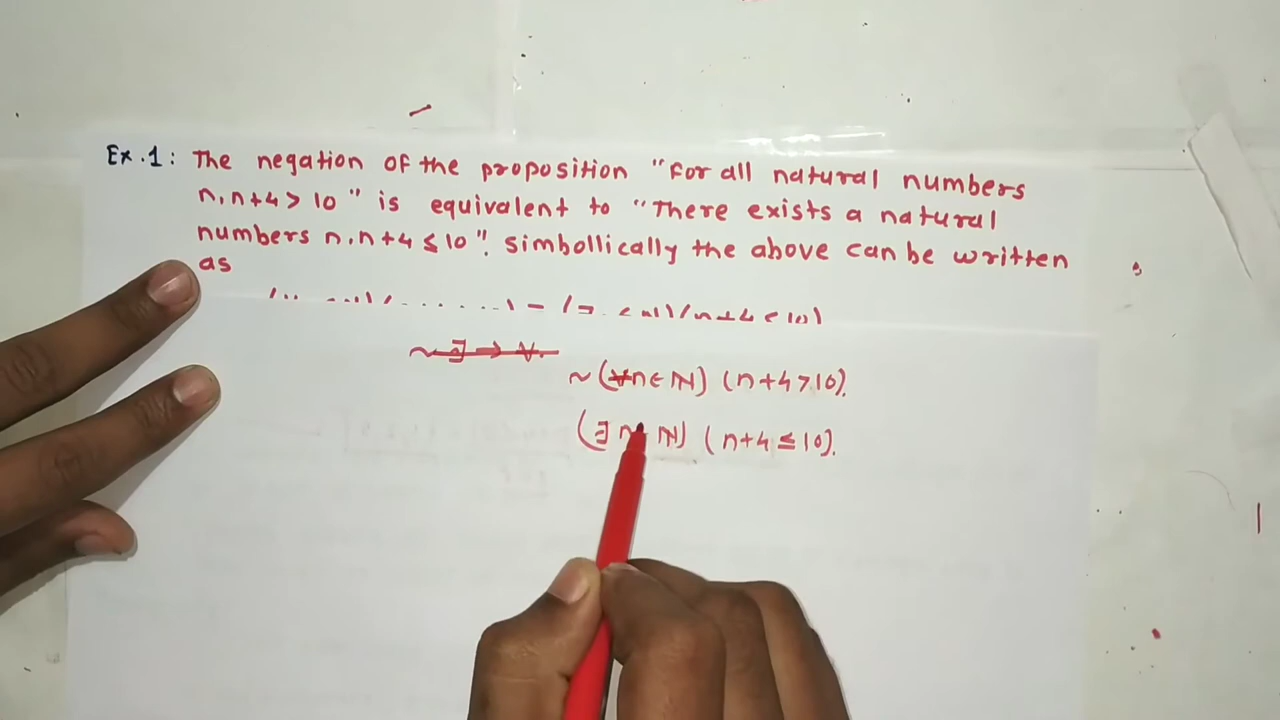 Ex.1: The negation of the proposition "For all natural numbers
n, n+4 > 10" is equivalent to "There exists a natural
numbers n, n+4 ≤ 10". Simbollically the above can be written
as
~∃ → ∀.
~(∀n∈ℕ) (n+4>10).
(∃ n ℕ) (n+4 ≤ 10).